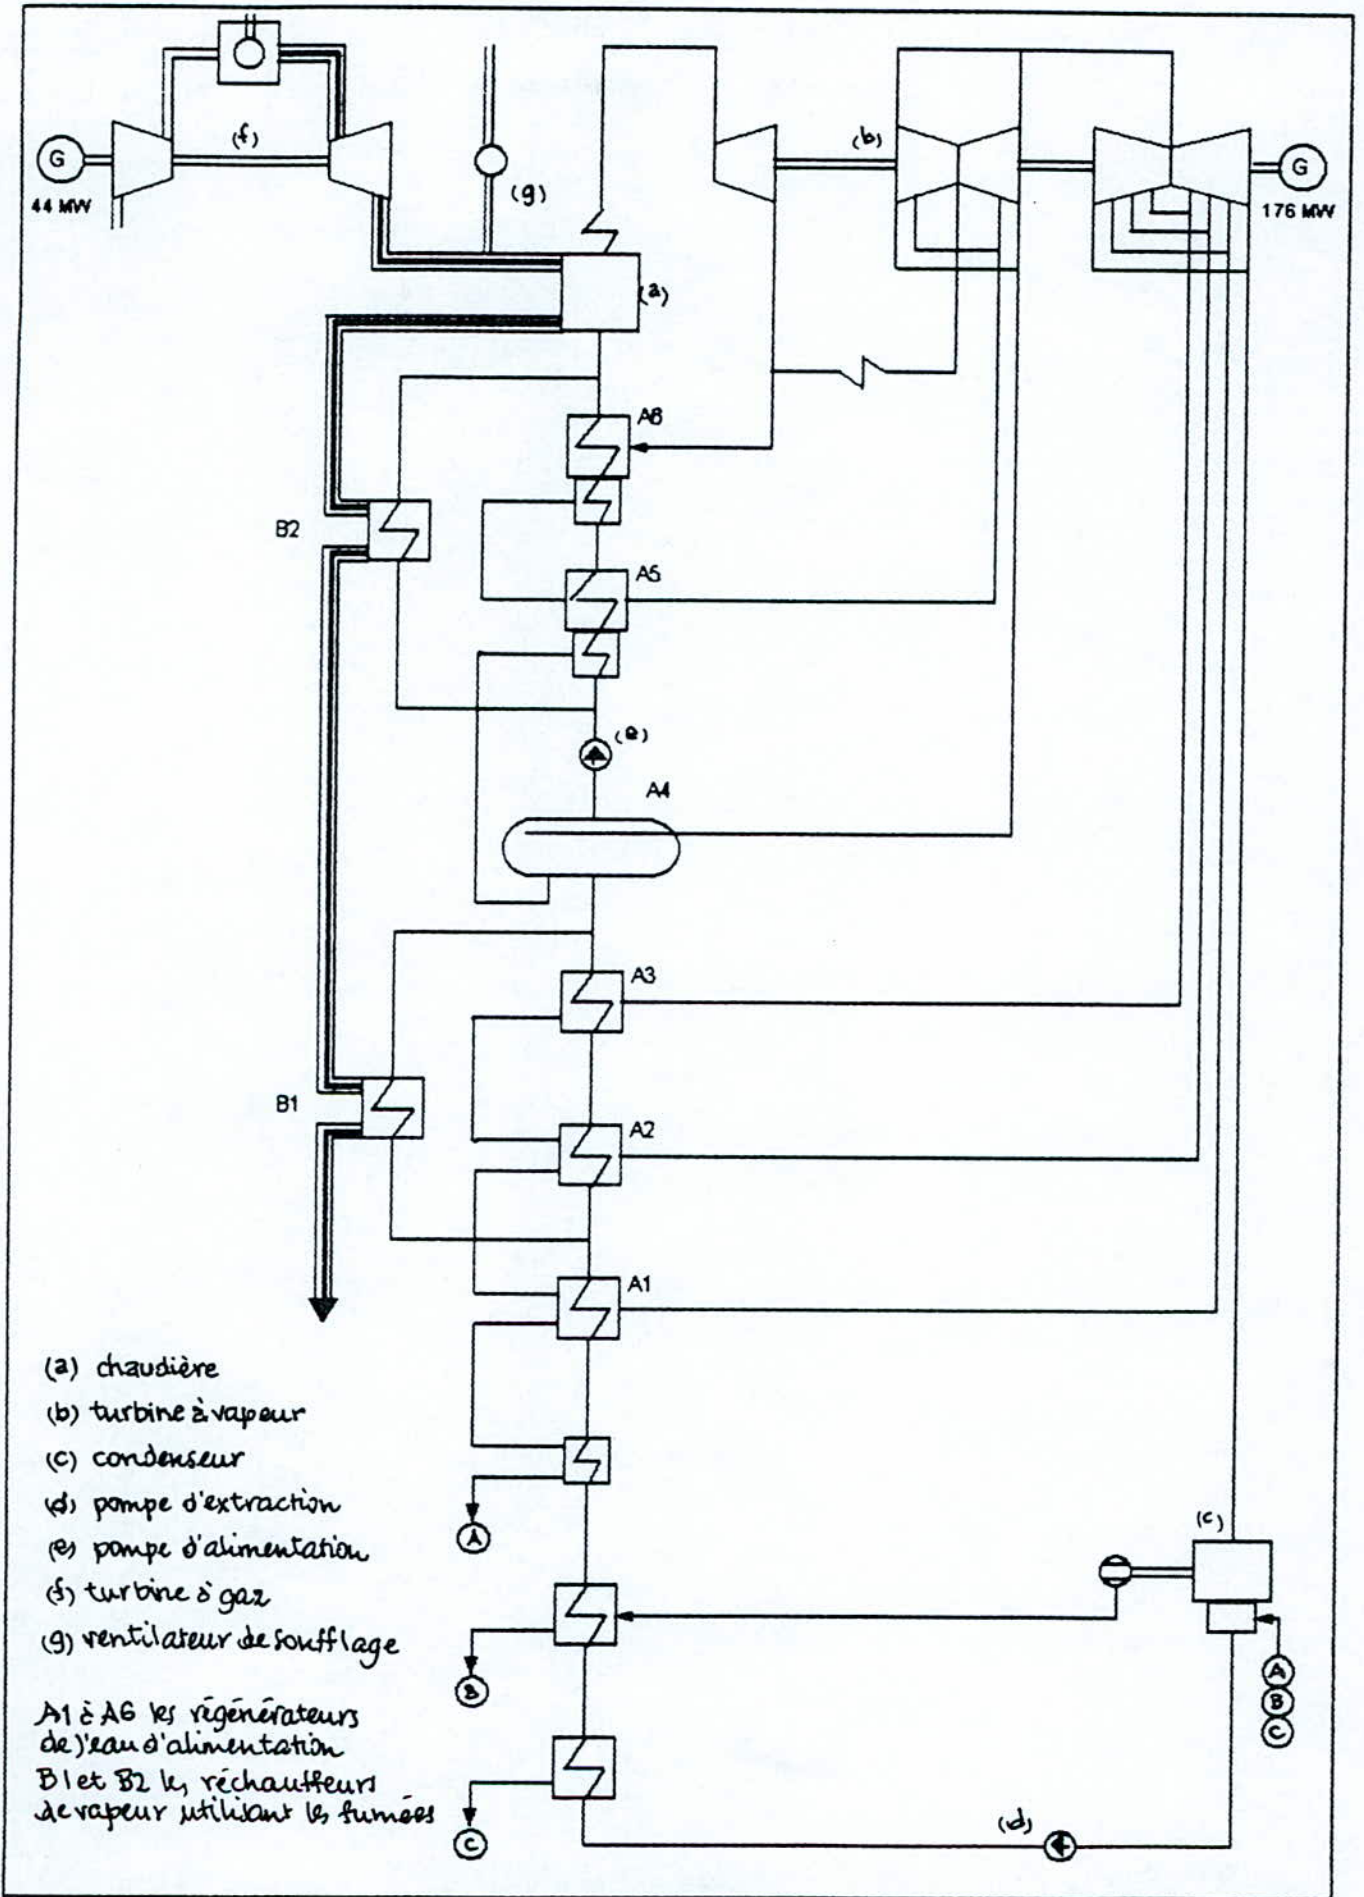 (f)
G
44 MW
(g)
(b)
G
176 MW
(a)
A6
B2
A5
(e)
A4
A3
B1
A2
A1
(a) chaudière
(b) turbine à vapeur
(c) condenseur
(d) pompe d'extraction
(e) pompe d'alimentation
(f) turbine à gaz
(g) ventilateur de soufflage
A1 à A6 les régénérateurs
de l'eau d'alimentation
B1 et B2 les réchauffeurs
de vapeur utilisant les fumées
A
B
C
(c)
A
B
C
(d)